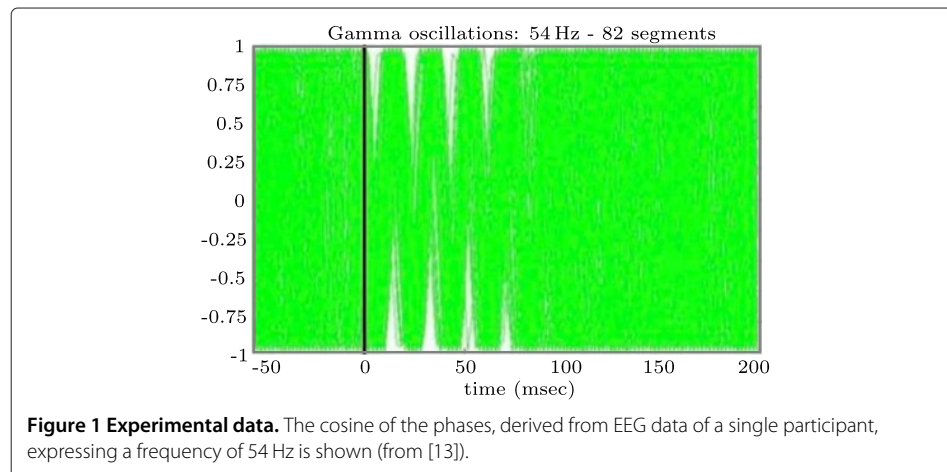 Gamma oscillations: 54 Hz - 82 segments
1
0.75
0.5
0.25
0
-0.25
-0.5
-0.75
-1
-50 0 50 100 150 200
time (msec)
Figure 1 Experimental data. The cosine of the phases, derived from EEG data of a single participant,
expressing a frequency of 54 Hz is shown (from [13]).